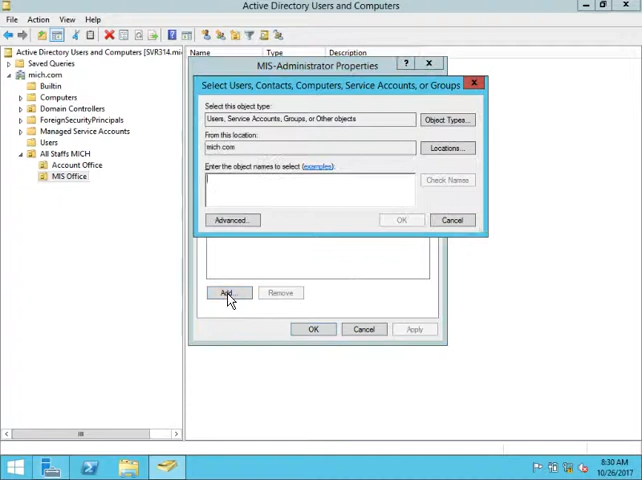 Active Directory Users and Computers
File Action View Help
Active Directory Users and Computers [SVR314.mi
Saved Queries
mich.com
Builtin
Computers
Domain Controllers
ForeignSecurityPrincipals
Managed Service Accounts
Users
All Staffs MICH
Account Office
MIS Office
Name Type Description
MIS-Administrator Properties
Select Users, Contacts, Computers, Service Accounts, or Groups
Select this object type:
Users, Service Accounts, Groups, or Other objects
Object Types...
From this location:
mich.com
Locations...
Enter the object names to select (examples):
Check Names
Advanced...
OK
Cancel
Add...
Remove
OK
Cancel
Apply
8:30 AM
10/26/2017